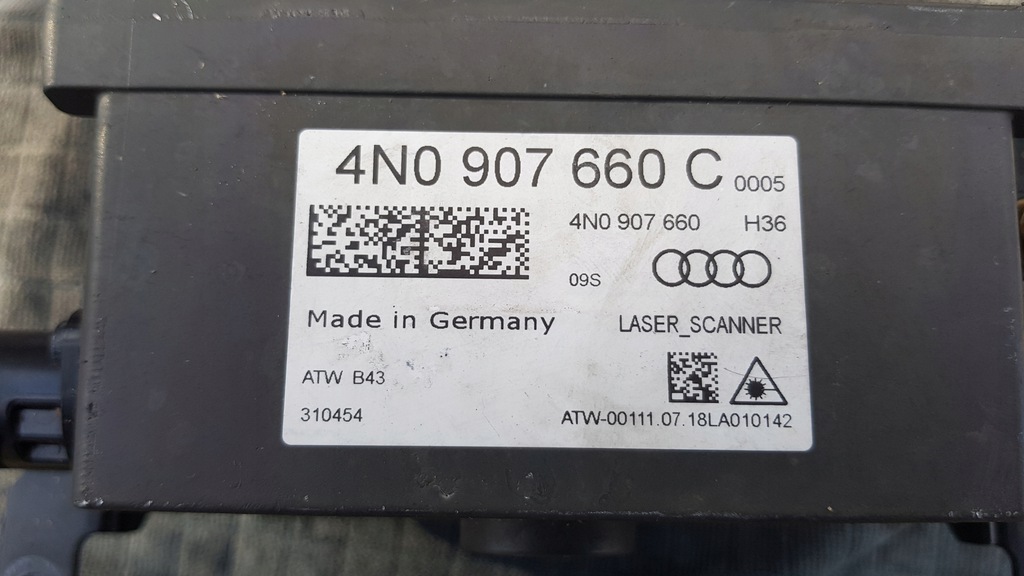 4N0 907 660 C 0005
4N0 907 660 H36
09S
Made in Germany LASER_SCANNER
ATW B43
310454 ATW-00111.07.18LA010142